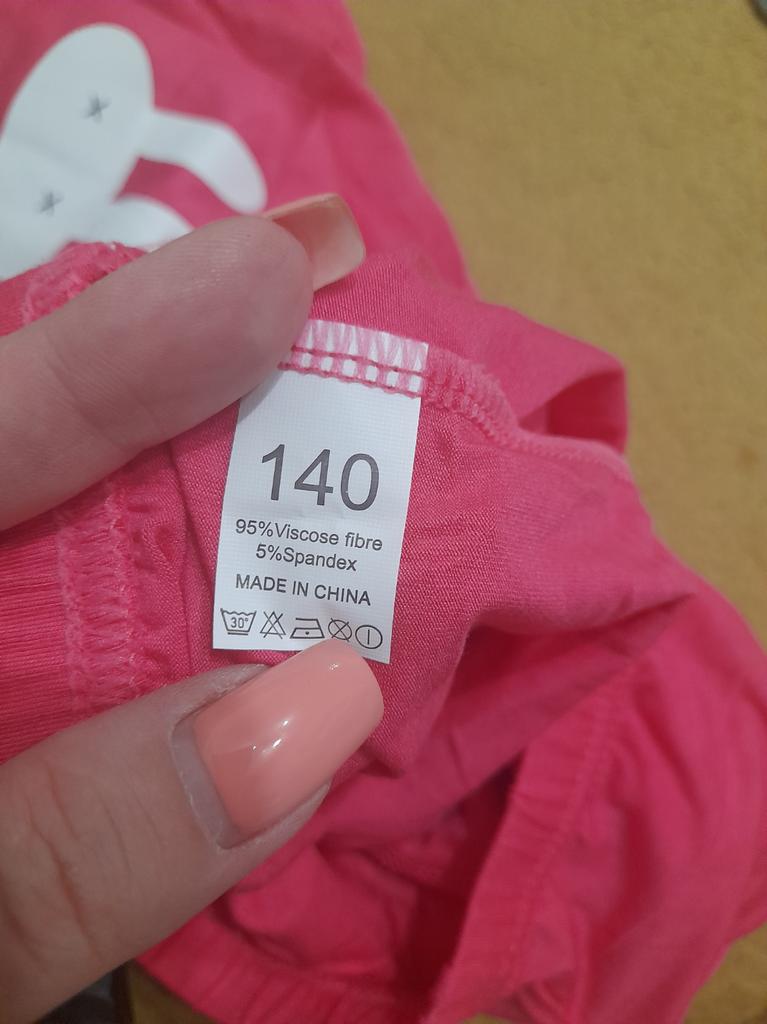 140
95%Viscose fibre
5%Spandex
MADE IN CHINA
30°